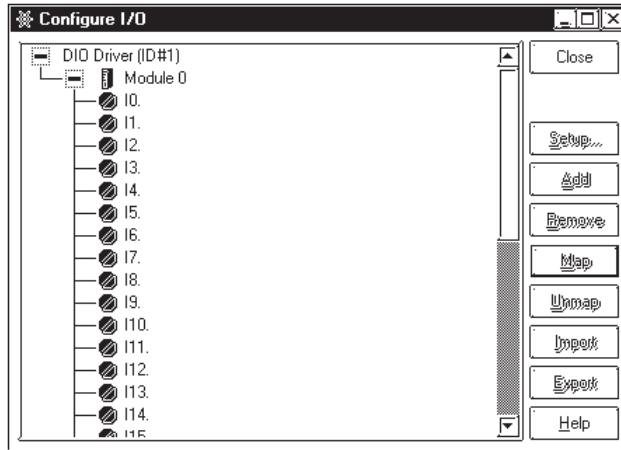 Configure I/O
DIO Driver (ID#1)
Module 0
I0.
I1.
I2.
I3.
I4.
I5.
I6.
I7.
I8.
I9.
I10.
I11.
I12.
I13.
I14.
I15.
Close
Setup...
Add
Remove
Map
Unmap
Import
Export
Help